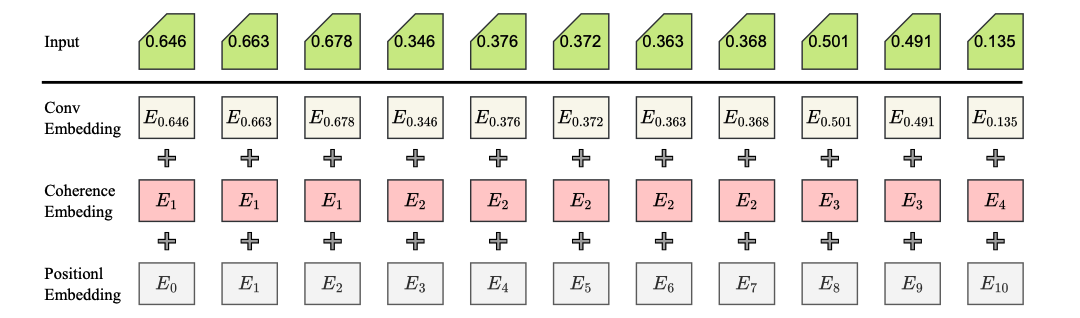 Input 0.646 0.663 0.678 0.346 0.376 0.372 0.363 0.368 0.501 0.491 0.135
Conv
Embedding
E0.646 E0.663 E0.678 E0.346 E0.376 E0.372 E0.363 E0.368 E0.501 E0.491 E0.135
+ + + + + + + + + + +
Coherence
Embeding
E1 E1 E1 E2 E2 E2 E2 E2 E3 E3 E4
+ + + + + + + + + + +
Positionl
Embedding
E0 E1 E2 E3 E4 E5 E6 E7 E8 E9 E10